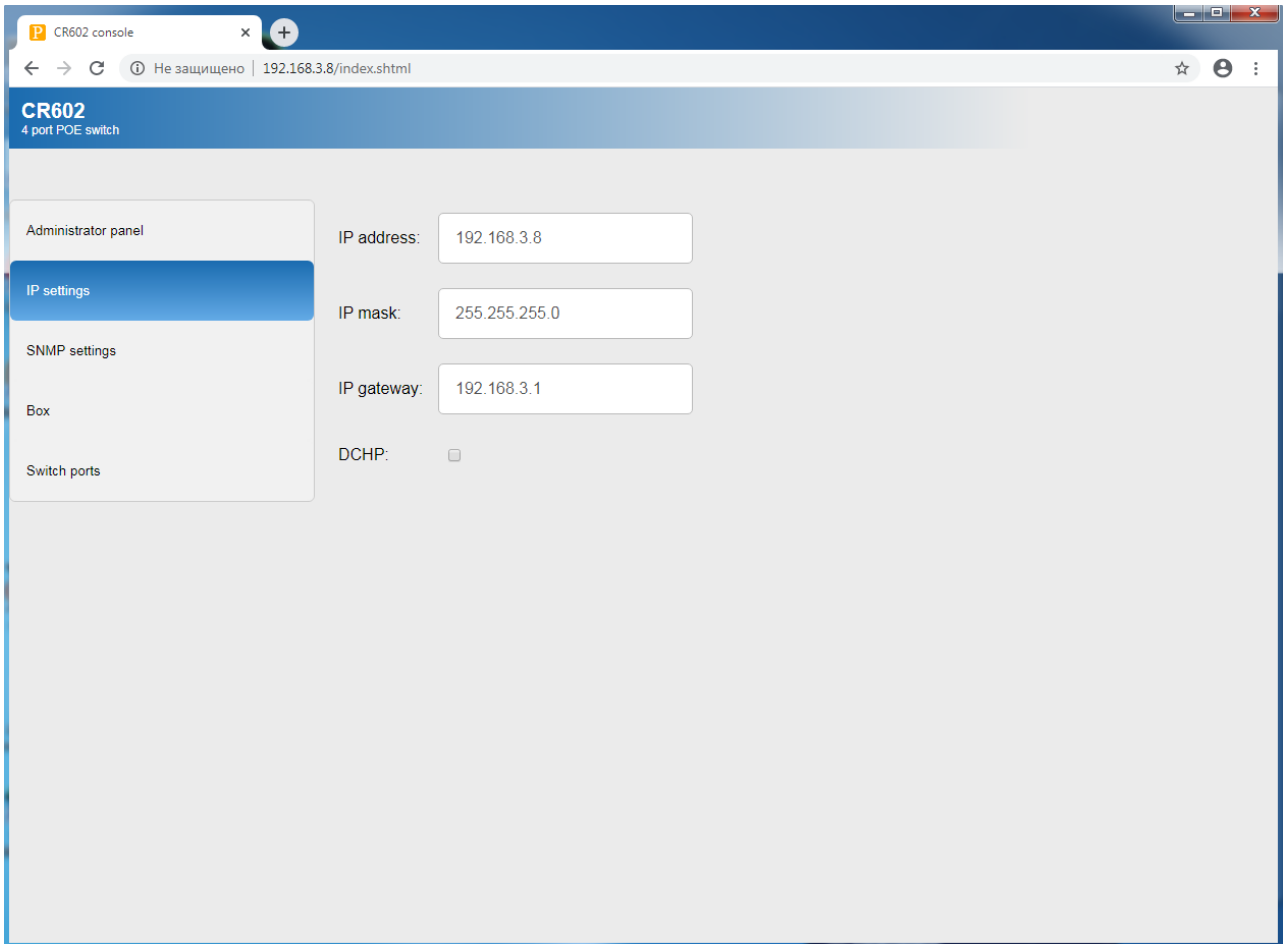 CR602 console
Не защищено | 192.168.3.8/index.shtml
CR602
4 port POE switch
Administrator panel
IP settings
SNMP settings
Box
Switch ports
IP address: 192.168.3.8
IP mask: 255.255.255.0
IP gateway: 192.168.3.1
DCHP: